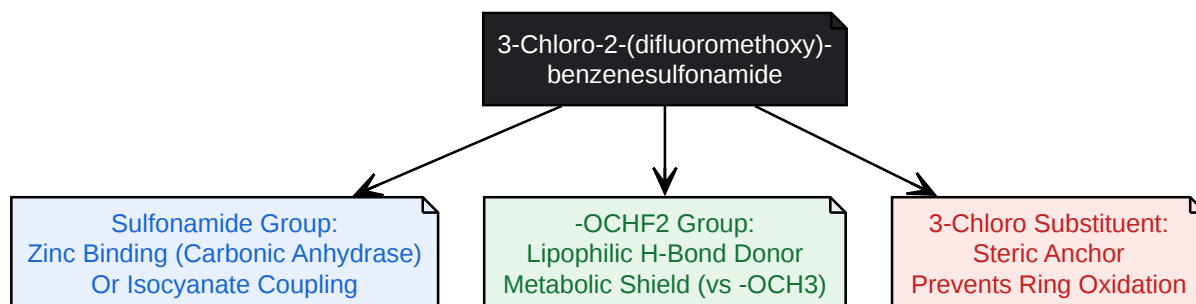 3-Chloro-2-(difluoromethoxy)-
benzenesulfonamide
Sulfonamide Group:
Zinc Binding (Carbonic Anhydrase)
Or Isocyanate Coupling
-OCHF2 Group:
Lipophilic H-Bond Donor
Metabolic Shield (vs -OCH3)
3-Chloro Substituent:
Steric Anchor
Prevents Ring Oxidation